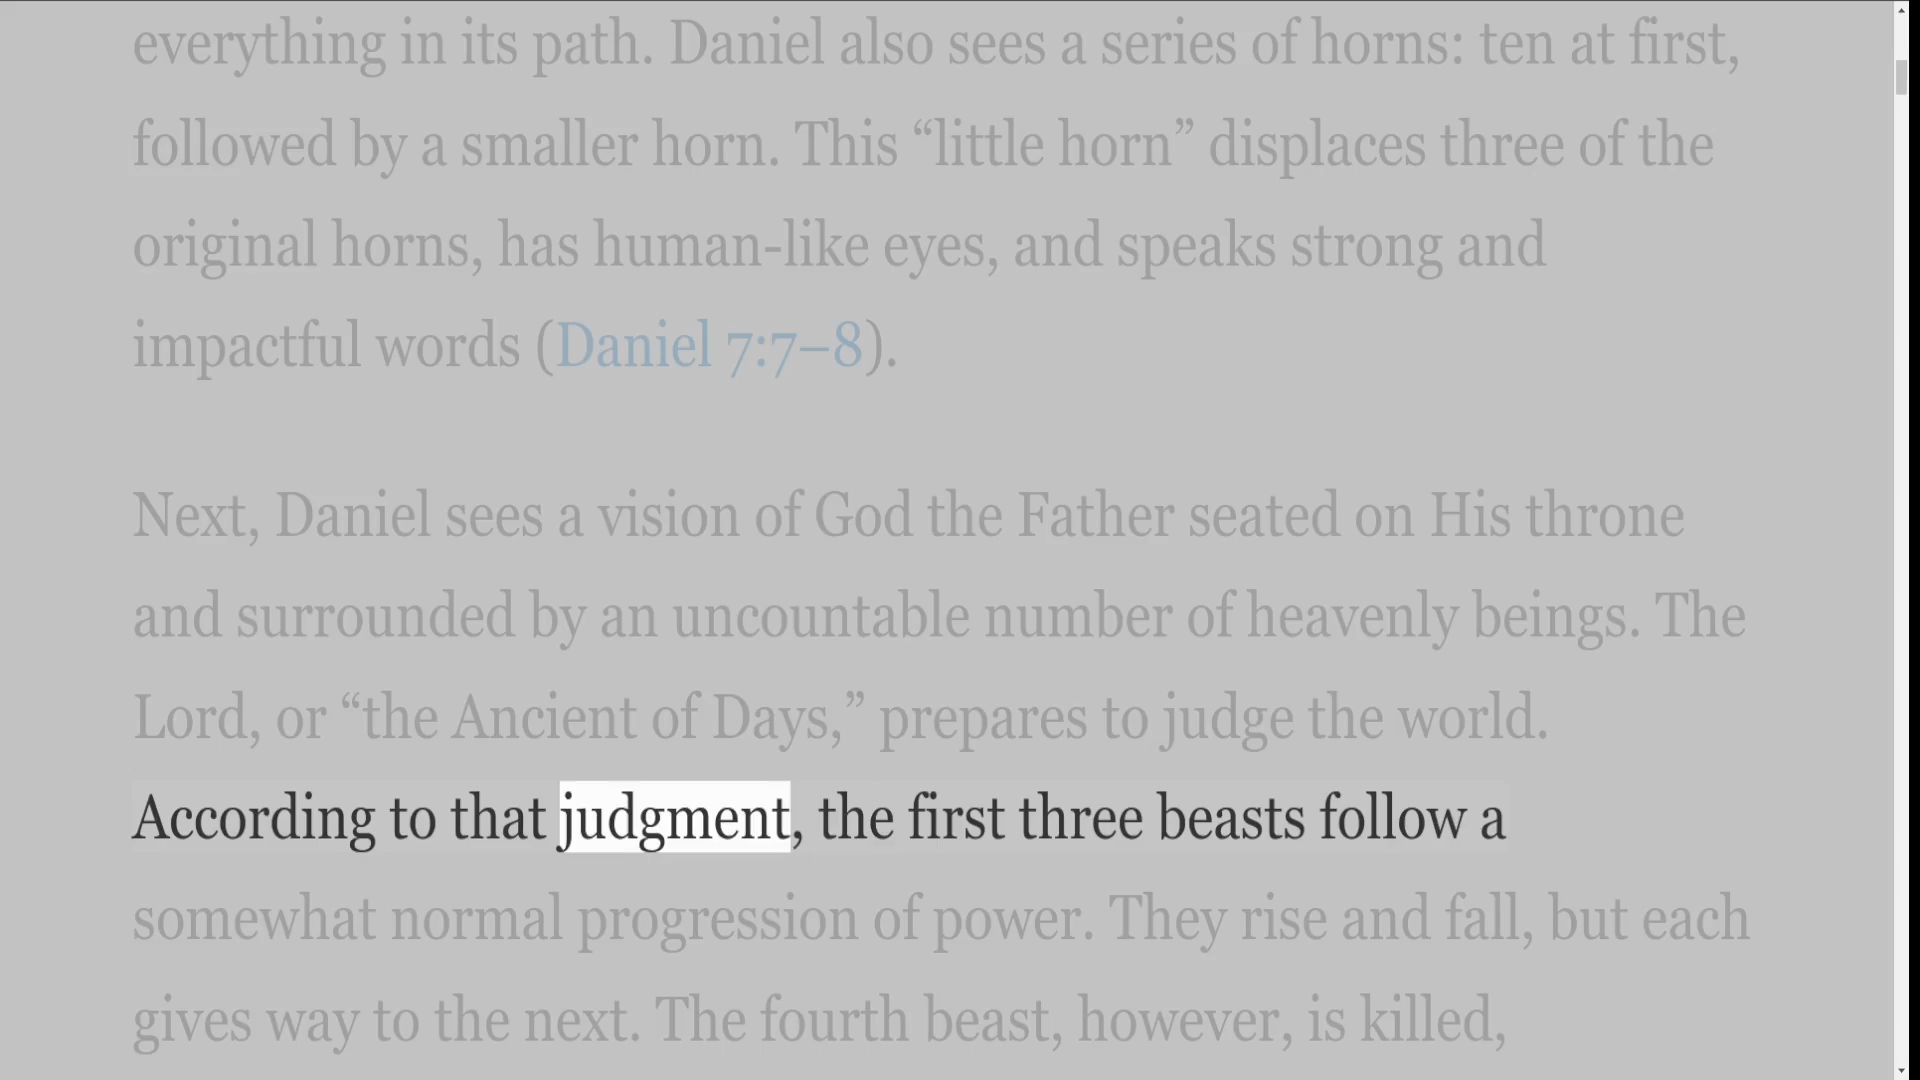 everything in its path. Daniel also sees a series of horns: ten at first,
followed by a smaller horn. This “little horn” displaces three of the
original horns, has human-like eyes, and speaks strong and
impactful words (Daniel 7:7–8).
Next, Daniel sees a vision of God the Father seated on His throne
and surrounded by an uncountable number of heavenly beings. The
Lord, or “the Ancient of Days,” prepares to judge the world.
According to that judgment, the first three beasts follow a
somewhat normal progression of power. They rise and fall, but each
gives way to the next. The fourth beast, however, is killed,